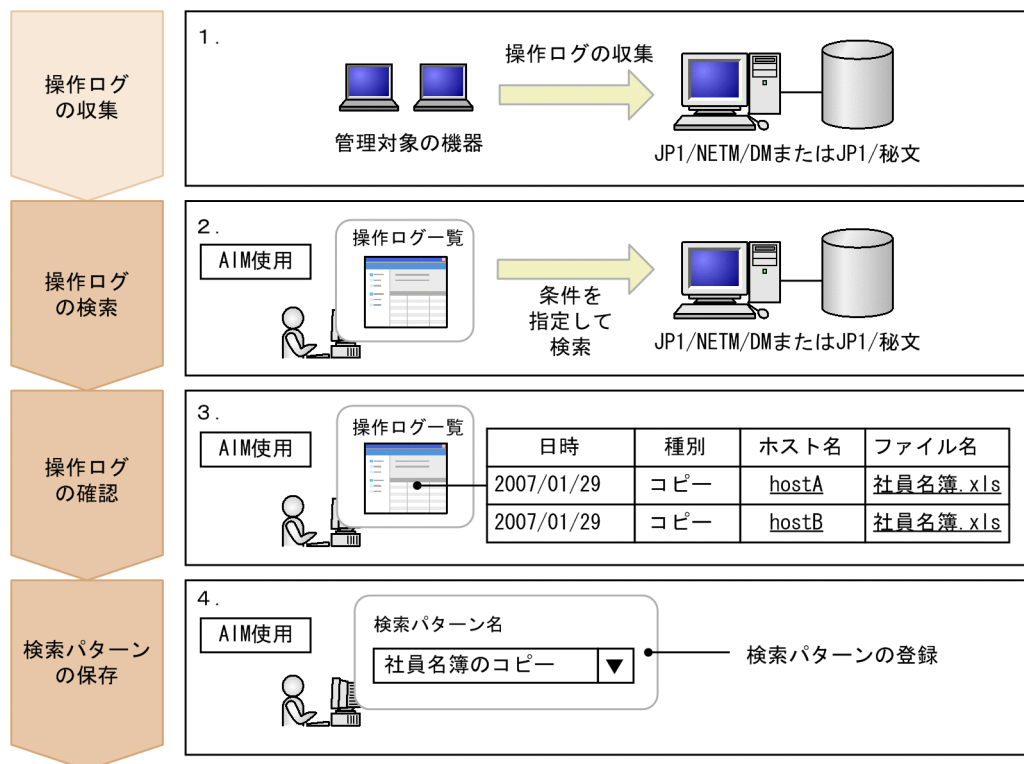 操作ログ
の収集
1.
操作ログの収集
管理対象の機器
JP1/NETM/DMまたはJP1/秘文
操作ログ
の検索
2.
AIM使用
操作ログ一覧
条件を
指定して
検索
JP1/NETM/DMまたはJP1/秘文
操作ログ
の確認
3.
AIM使用
操作ログ一覧
日時 種別 ホスト名 ファイル名
2007/01/29 コピー hostA 社員名簿.xls
2007/01/29 コピー hostB 社員名簿.xls
検索パターン
の保存
4.
AIM使用
検索パターン名
社員名簿のコピー ▼
検索パターンの登録